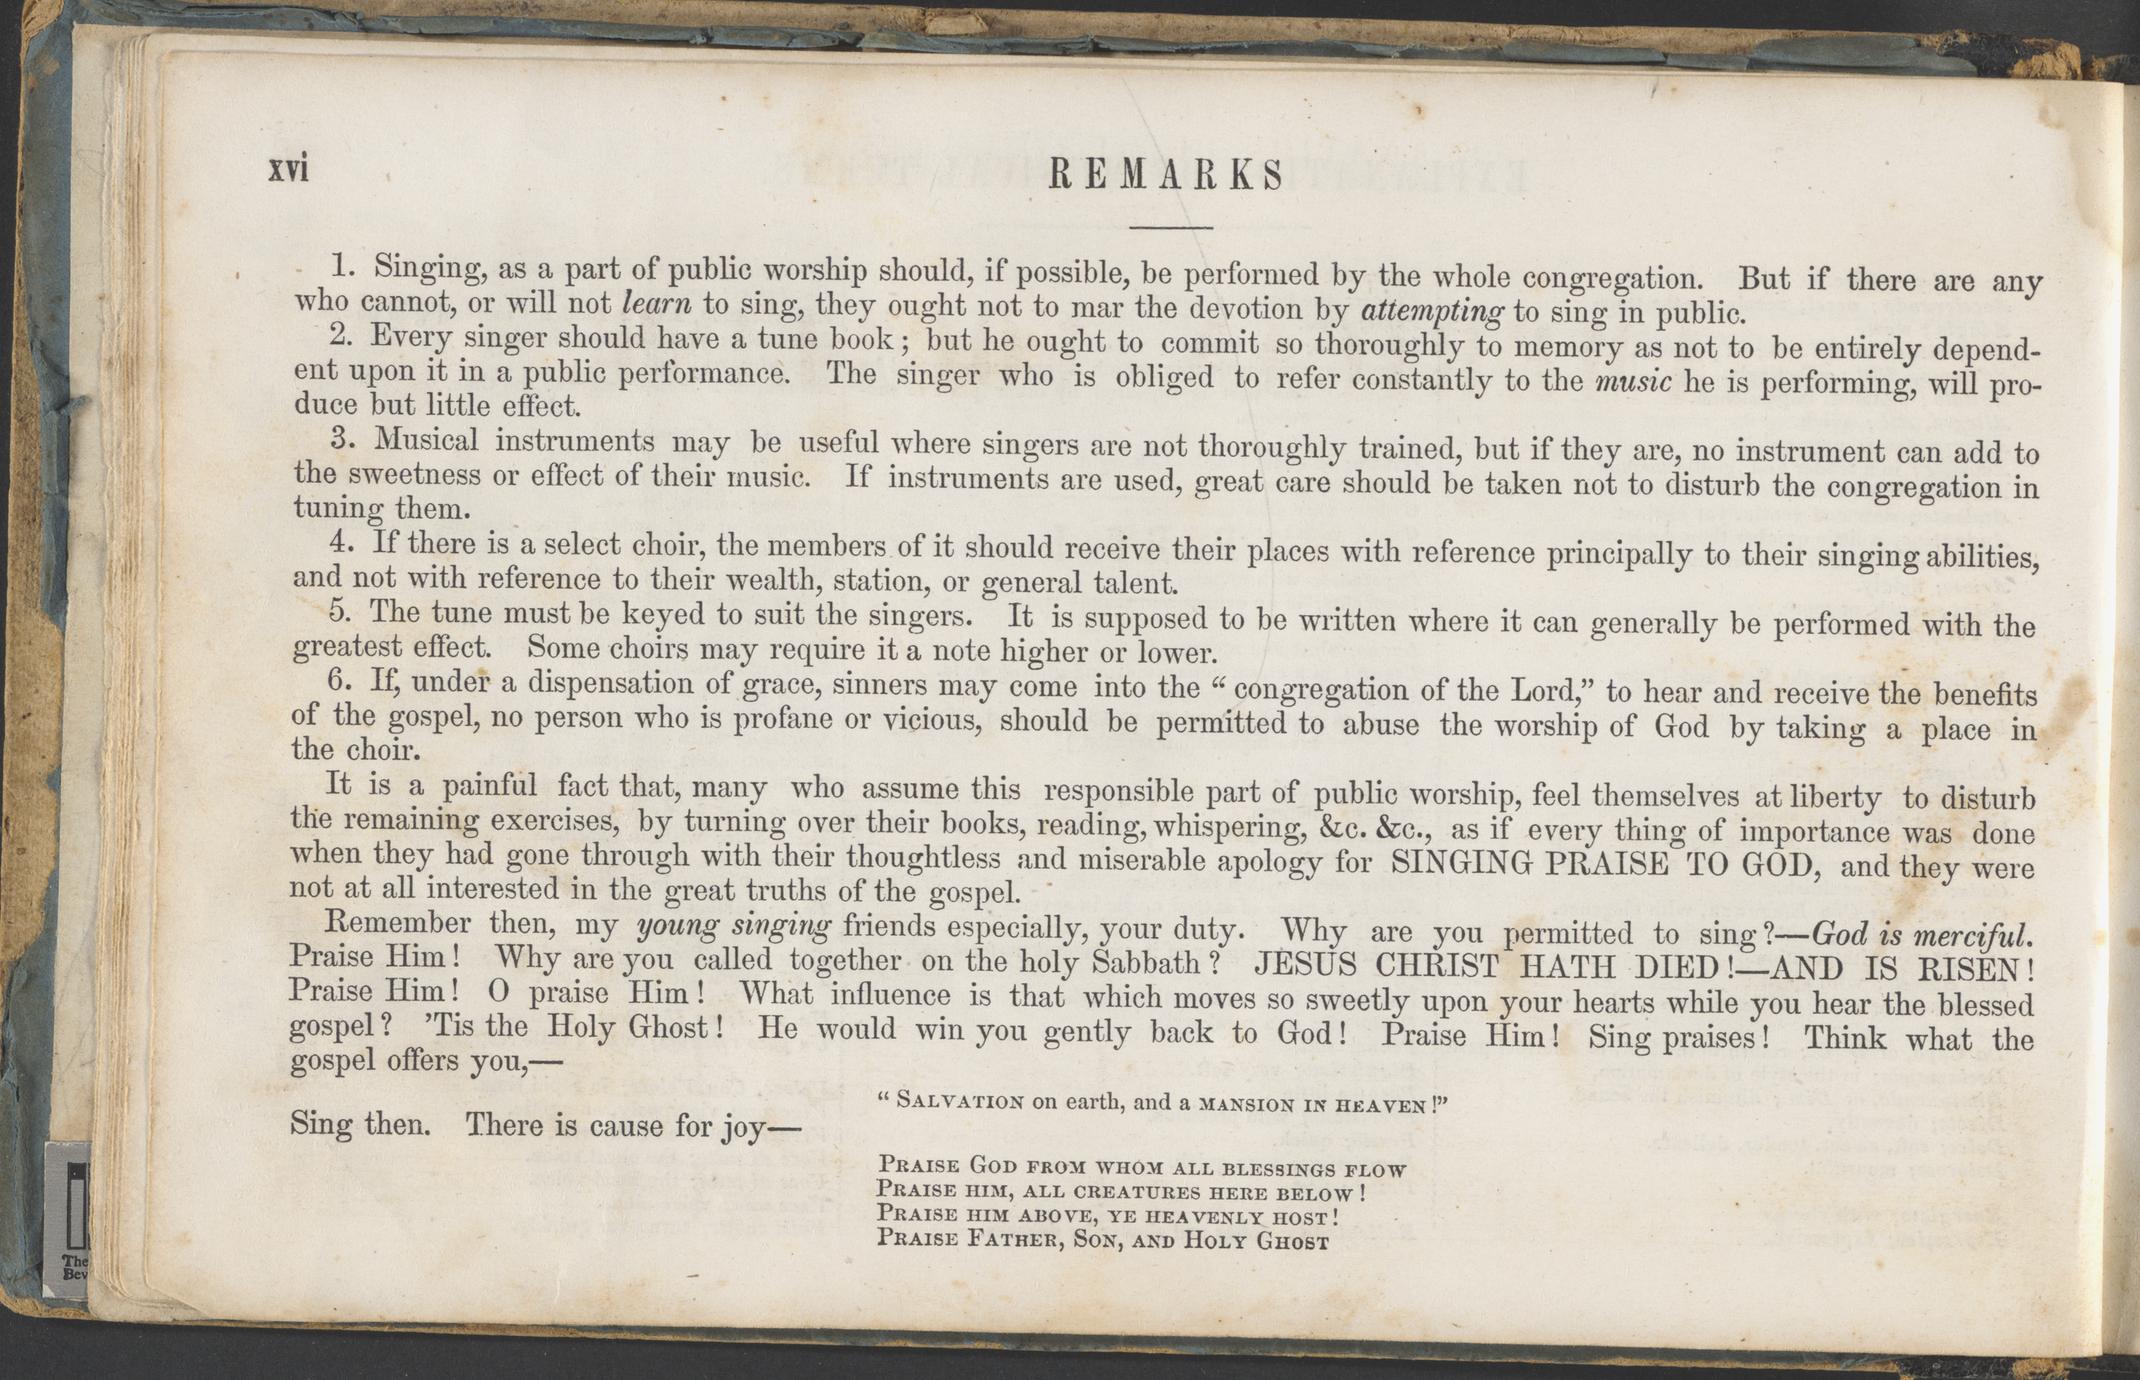 xvi
REMARKS
1. Singing, as a part of public worship should, if possible, be performed by the whole congregation. But if there are any
who cannot, or will not learn to sing, they ought not to mar the devotion by attempting to sing in public.
2. Every singer should have a tune book; but he ought to commit so thoroughly to memory as not to be entirely depend-
ent upon it in a public performance. The singer who is obliged to refer constantly to the music he is performing, will pro-
duce but little effect.
3. Musical instruments may be useful where singers are not thoroughly trained, but if they are, no instrument can add to
the sweetness or effect of their music. If instruments are used, great care should be taken not to disturb the congregation in
tuning them.
4. If there is a select choir, the members of it should receive their places with reference principally to their singing abilities,
and not with reference to their wealth, station, or general talent.
5. The tune must be keyed to suit the singers. It is supposed to be written where it can generally be performed with the
greatest effect. Some choirs may require it a note higher or lower.
6. If, under a dispensation of grace, sinners may come into the “congregation of the Lord,” to hear and receive the benefits
of the gospel, no person who is profane or vicious, should be permitted to abuse the worship of God by taking a place in
the choir.
It is a painful fact that, many who assume this responsible part of public worship, feel themselves at liberty to disturb
the remaining exercises, by turning over their books, reading, whispering, &c. &c., as if every thing of importance was done
when they had gone through with their thoughtless and miserable apology for SINGING PRAISE TO GOD, and they were
not at all interested in the great truths of the gospel.
Remember then, my young singing friends especially, your duty. Why are you permitted to sing?—God is merciful.
Praise Him! Why are you called together on the holy Sabbath? JESUS CHRIST HATH DIED!—AND IS RISEN!
Praise Him! O praise Him! What influence is that which moves so sweetly upon your hearts while you hear the blessed
gospel? ’Tis the Holy Ghost! He would win you gently back to God! Praise Him! Sing praises! Think what the
gospel offers you,—
“SALVATION on earth, and a MANSION IN HEAVEN!”
Sing then. There is cause for joy—
PRAISE GOD FROM WHOM ALL BLESSINGS FLOW
PRAISE HIM, ALL CREATURES HERE BELOW!
PRAISE HIM ABOVE, YE HEAVENLY HOST!
PRAISE FATHER, SON, AND HOLY GHOST
The
Bev